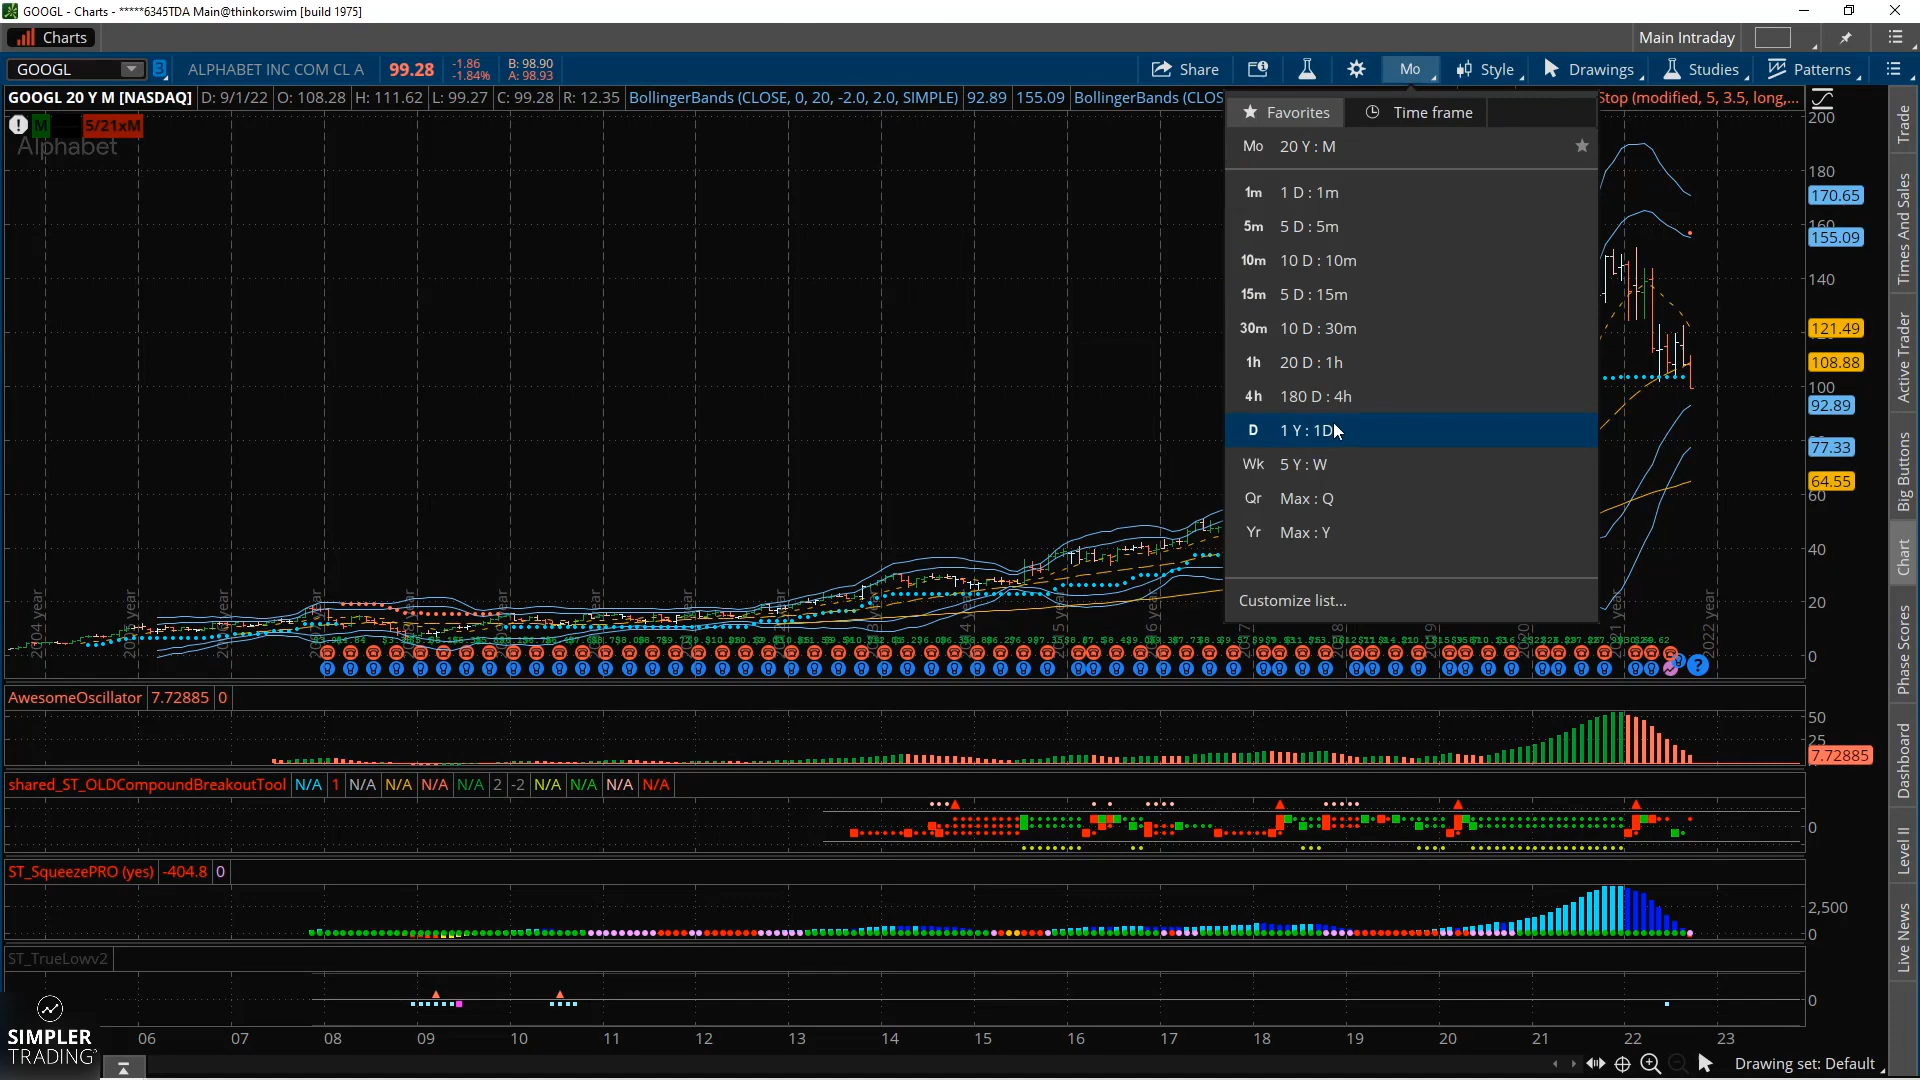 GOOGL - Charts - *****6345TDA Main@thinkorswim [build 1975]
Charts
Main Intraday
GOOGL
3
ALPHABET INC COM CL A
99.28
-1.86
-1.84%
B: 98.90
A: 98.93
Share
Mo
Style
Drawings
Studies
Patterns
GOOGL 20 Y M [NASDAQ]
D: 9/1/22
O: 108.28
H: 111.62
L: 99.27
C: 99.28
R: 12.35
BollingerBands (CLOSE, 0, 20, -2.0, 2.0, SIMPLE)
92.89
155.09
BollingerBands (CLOS
Stop (modified, 5, 3.5, long,...
M
5/21xM
Alphabet
Favorites
Time frame
Mo 20 Y : M
1m 1 D : 1m
5m 5 D : 5m
10m 10 D : 10m
15m 5 D : 15m
30m 10 D : 30m
1h 20 D : 1h
4h 180 D : 4h
D 1 Y : 1D
Wk 5 Y : W
Qr Max : Q
Yr Max : Y
Customize list...
200
180
170.65
160
155.09
140
121.49
108.88
100
92.89
80
77.33
64.55
60
40
20
0
2004 year
2022 year
AwesomeOscillator
7.72885
0
50
25
7.72885
shared_ST_OLDCompoundBreakoutTool
N/A
1
N/A
N/A
N/A
N/A
2
-2
N/A
N/A
N/A
N/A
0
ST_SqueezePRO (yes)
-404.8
0
2,500
0
ST_TrueLowv2
0
06
07
08
09
10
11
12
13
14
15
16
17
18
19
20
21
22
23
SIMPLER
TRADING
Drawing set: Default
Trade
Times And Sales
Active Trader
Big Buttons
Chart
Phase Scores
Dashboard
Level II
Live News